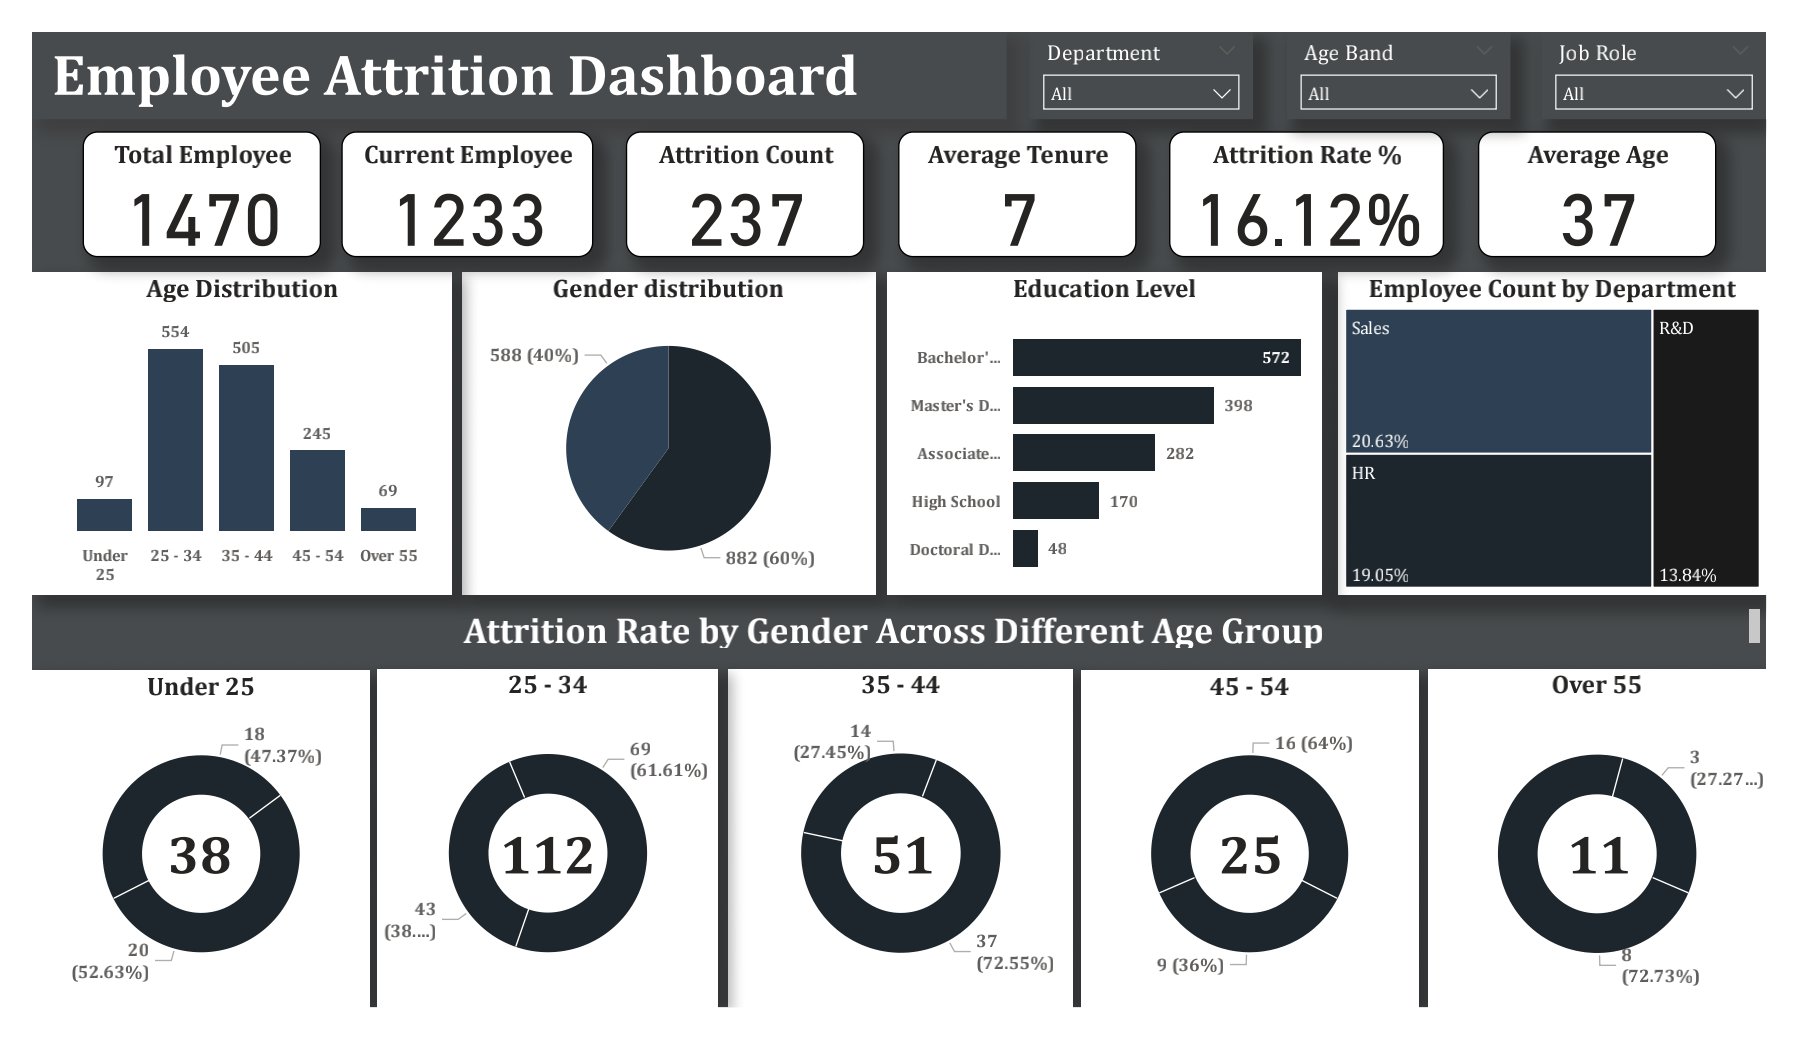 Employee Attrition Dashboard
Department
All
Age Band
All
Job Role
All
Total Employee
1470
Current Employee
1233
Attrition Count
237
Average Tenure
7
Attrition Rate %
16.12%
Average Age
37
Age Distribution
554
505
245
97
69
Under
25
25 - 34
35 - 44
45 - 54
Over 55
Gender distribution
588 (40%)
882 (60%)
Education Level
Bachelor'...
572
Master's D...
398
Associate...
282
High School
170
Doctoral D...
48
Employee Count by Department
Sales
20.63%
HR
19.05%
R&D
13.84%
Attrition Rate by Gender Across Different Age Group
Under 25
18
(47.37%)
38
20
(52.63%)
25 - 34
69
(61.61%)
112
43
(38....)
35 - 44
14
(27.45%)
51
37
(72.55%)
45 - 54
16 (64%)
25
9 (36%)
Over 55
3
(27.27...)
11
8
(72.73%)